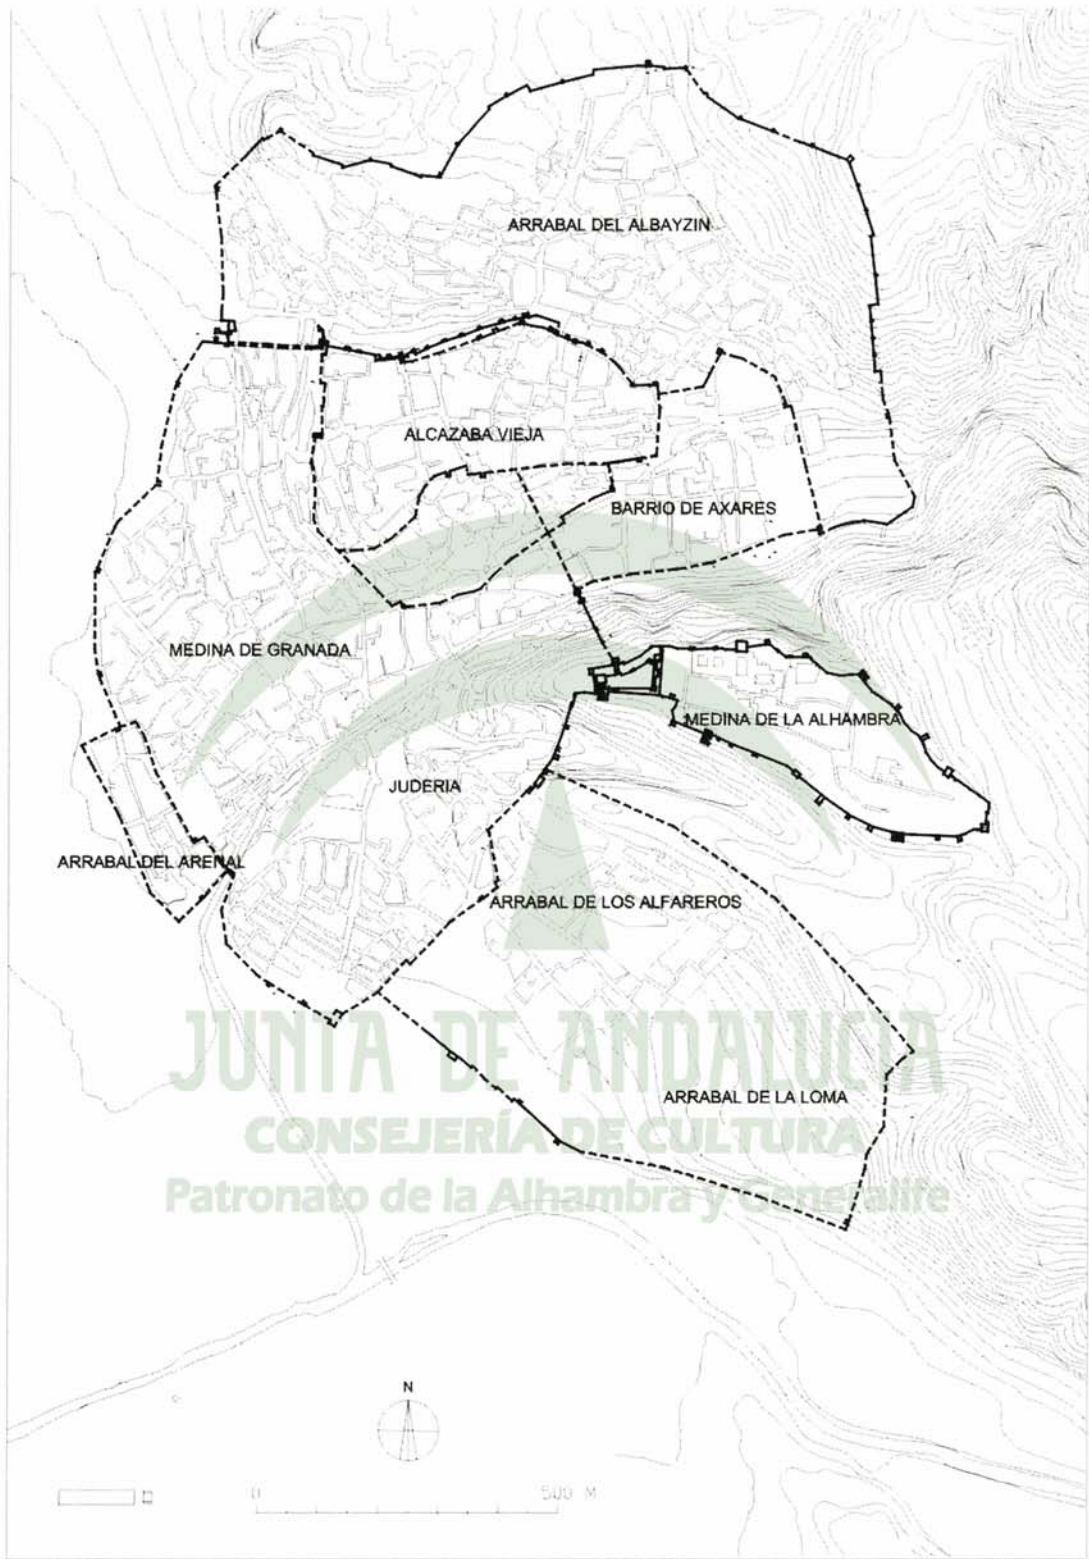 ARRABAL DEL ALBAYZIN
ALCAZABA VIEJA
BARRIO DE AXARES
MEDINA DE GRANADA
MEDINA DE LA ALHAMBRA
JUDERIA
ARRABAL DEL ARENAL
ARRABAL DE LOS ALFAREROS
JUNTA DE ANDALUCIA
ARRABAL DE LA LOMA
CONSEJERÍA DE CULTURA
Patronato de la Alhambra y Generalife
N
0 500 M